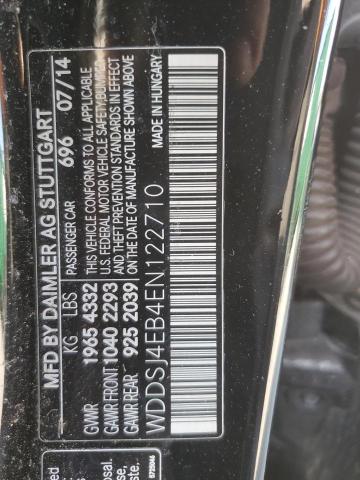 MFD BY DAIMLER AG STUTTGART
PASSENGER CAR 696 07/14
KG LBS
GVWR 1965 4332
GAWR FRONT 1040 2293
GAWR REAR 925 2039
THIS VEHICLE CONFORMS TO ALL APPLICABLE
U.S. FEDERAL MOTOR VEHICLE SAFETY, BUMPER
AND THEFT PREVENTION STANDARDS IN EFFECT
ON THE DATE OF MANUFACTURE SHOWN ABOVE
WDDSJ4EB4EN122710
MADE IN HUNGARY